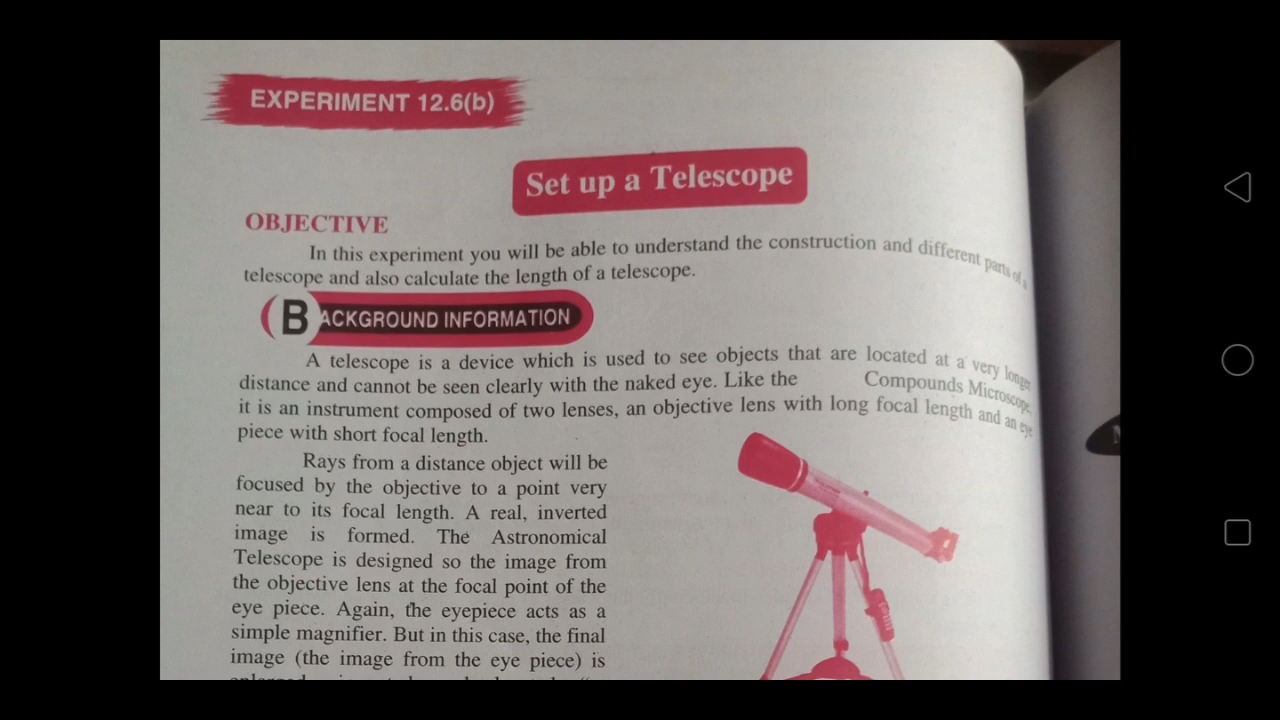 EXPERIMENT 12.6(b)
Set up a Telescope
OBJECTIVE
In this experiment you will be able to understand the construction and different parts of a
telescope and also calculate the length of a telescope.
BACKGROUND INFORMATION
A telescope is a device which is used to see objects that are located at a very longer
distance and cannot be seen clearly with the naked eye. Like the Compounds Microscope,
it is an instrument composed of two lenses, an objective lens with long focal length and an eye
piece with short focal length.
Rays from a distance object will be
focused by the objective to a point very
near to its focal length. A real, inverted
image is formed. The Astronomical
Telescope is designed so the image from
the objective lens at the focal point of the
eye piece. Again, the eyepiece acts as a
simple magnifier. But in this case, the final
image (the image from the eye piece) is